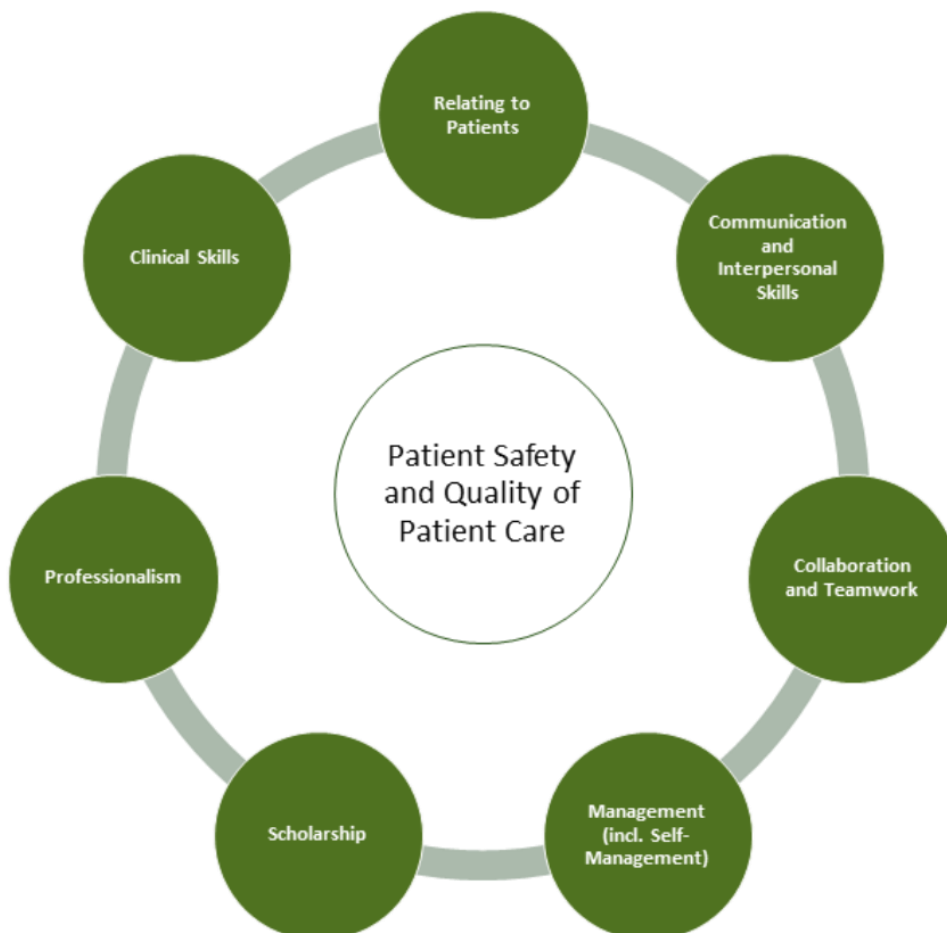 Relating to
Patients
Communication
and
Interpersonal
Skills
Collaboration
and Teamwork
Management
(incl. Self-
Management)
Scholarship
Professionalism
Clinical Skills
Patient Safety
and Quality of
Patient Care